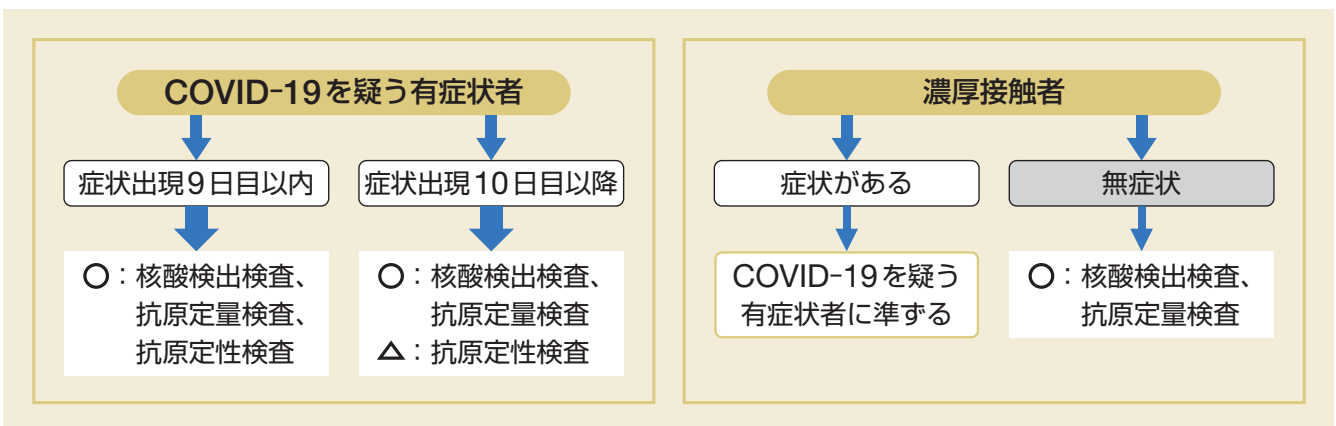 COVID-19を疑う有症状者
症状出現9日目以内
○：核酸検出検査、
抗原定量検査、
抗原定性検査
症状出現10日目以降
○：核酸検出検査、
抗原定量検査
△：抗原定性検査
濃厚接触者
症状がある
COVID-19を疑う
有症状者に準ずる
無症状
○：核酸検出検査、
抗原定量検査